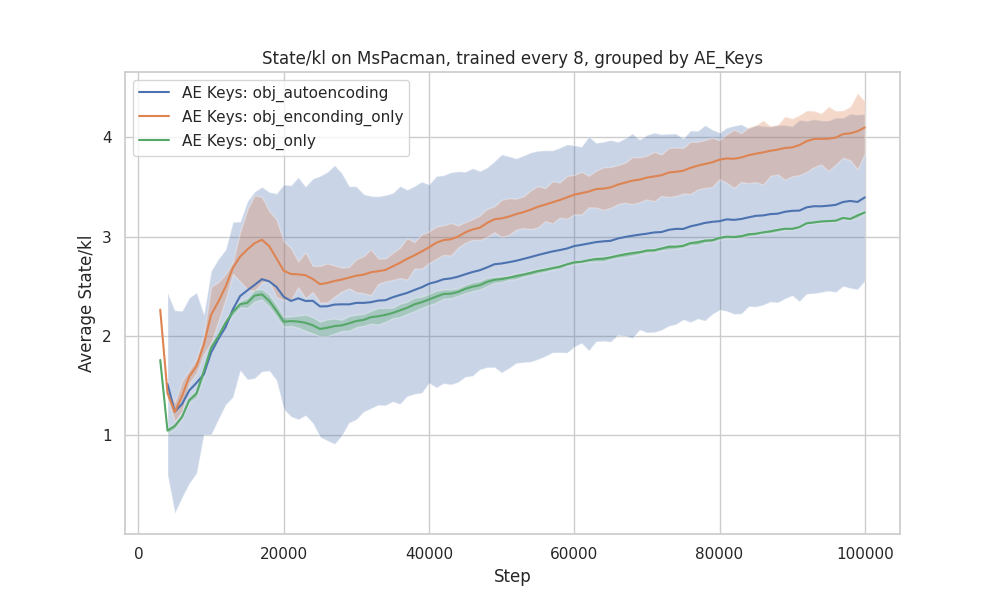 State/kl on MsPacman, trained every 8, grouped by AE_Keys
AE Keys: obj_autoencoding
AE Keys: obj_enconding_only
AE Keys: obj_only
Average State/kl
4
3
2
1
0
20000
40000
60000
80000
100000
Step